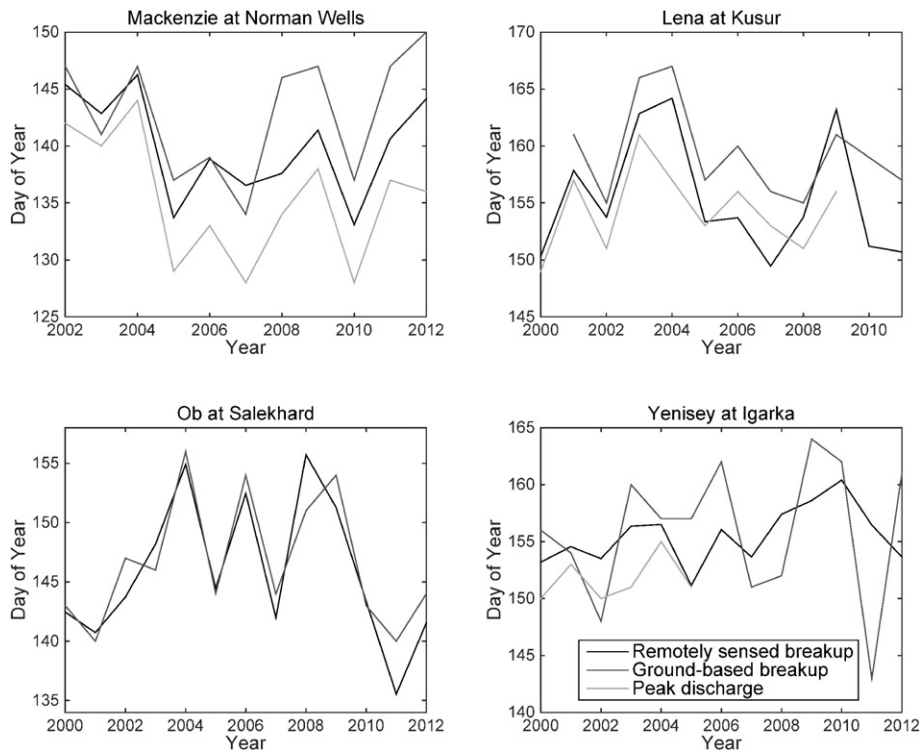 Mackenzie at Norman Wells
150
145
140
135
130
125
Day of Year
2002 2004 2006 2008 2010 2012
Year
Lena at Kusur
170
165
160
155
150
145
Day of Year
2000 2002 2004 2006 2008 2010
Year
Ob at Salekhard
155
150
145
140
135
Day of Year
2000 2002 2004 2006 2008 2010 2012
Year
Yenisey at Igarka
165
160
155
150
145
140
Day of Year
Remotely sensed breakup
Ground-based breakup
Peak discharge
2000 2002 2004 2006 2008 2010 2012
Year